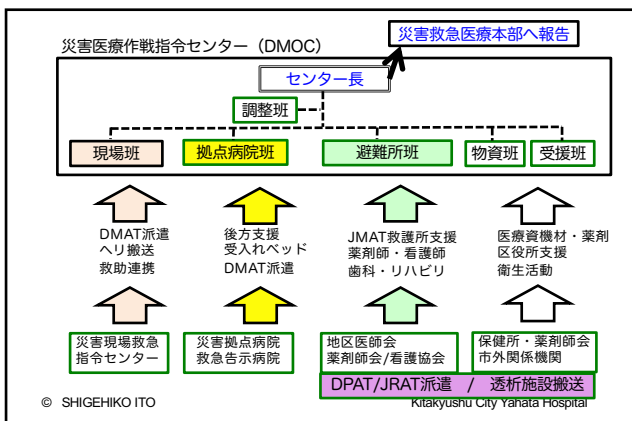 災害救急医療本部へ報告
災害医療作戦指令センター（DMOC）
センター長
調整班
現場班
拠点病院班
避難所班
物資班
受援班
DMAT派遣
ヘリ搬送
救助連携
後方支援
受入れベッド
DMAT派遣
JMAT救護所支援
薬剤師・看護師
歯科・リハビリ
医療資機材・薬剤
区役所支援
衛生活動
災害現場救急
指令センター
災害拠点病院
救急告示病院
地区医師会
薬剤師会/看護協会
保健所・薬剤師会
市外関係機関
DPAT/JRAT派遣　/　透析施設搬送
© SHIGEHIKO ITO
Kitakyushu City Yahata Hospital